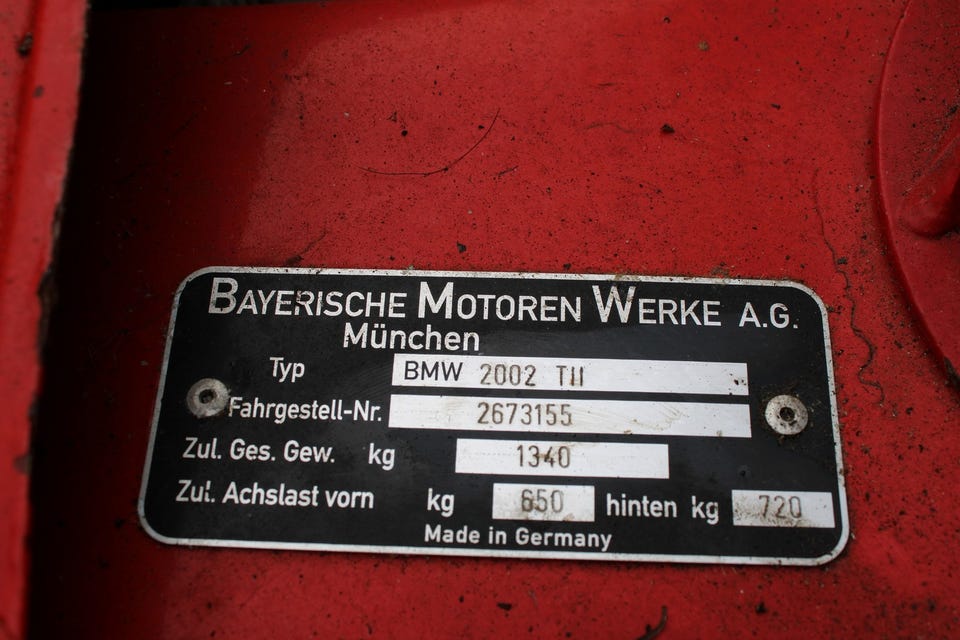 BAYERISCHE MOTOREN WERKE A.G.
München
Typ BMW 2002 TII
Fahrgestell-Nr. 2673155
Zul. Ges. Gew. kg 1340
Zul. Achslast vorn kg 650 hinten kg 720
Made in Germany